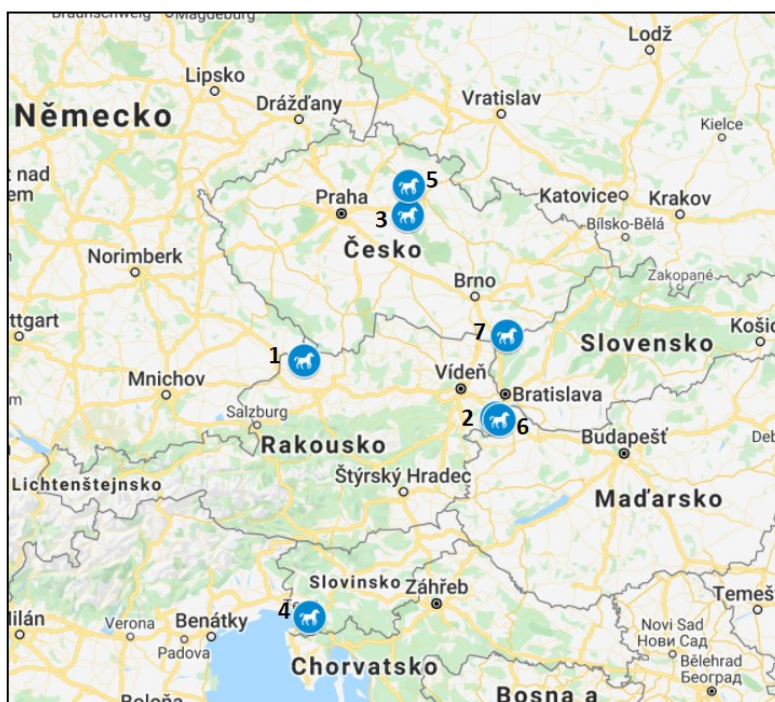 Magdeburg
Lodž
Lipsko
Drážďany
Vratislav
Německo
Kielce
nad
em
5
Praha
Katovice
Krakov
3
Bílsko-Bělá
Česko
Norimberk
Brno
Zakopané
7
ttgart
Slovensko
Košic
1
Mnichov
Vídeň
Bratislava
Salzburg
2
6
Budapešť
Deb
Rakousko
Štýrský Hradec
Lichtenštejnsko
Maďarsko
Slovinsko
Záhřeb
4
Temeš
Milán
Verona
Benátky
Padova
Novi Sad
Нови Сад
Chorvatsko
Bělehrad
Београд
Boloňa
Bosna a